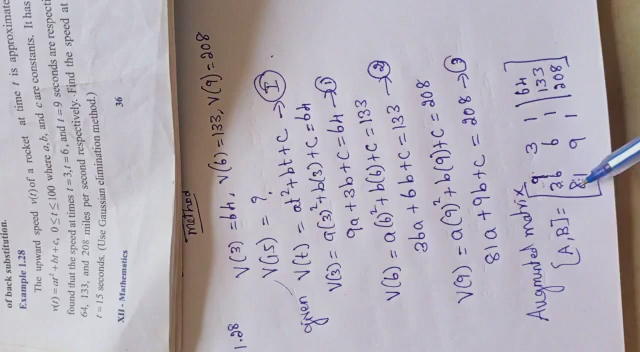 of back substitution.
Example 1.28
The upward speed v(t) of a rocket at time t is approximate
v(t) = at² + bt + c, 0 ≤ t ≤ 100 where a, b, and c are constants. It has
found that the speed at times t = 3, t = 6, and t = 9 seconds are respecti
64, 133, and 208 miles per second respectively. Find the speed at
t = 15 seconds. (Use Gaussian elimination method.)
XII - Mathematics
36
Method
1.28
V(3) = 64, V(6) = 133, V(9) = 208
V(15) = ?
given V(t) = at² + bt + C → I
V(3) = a(3)² + b(3) + C = 64
9a + 3b + C = 64 → 1
V(6) = a(6)² + b(6) + C = 133
36a + 6b + C = 133 → 2
V(9) = a(9)² + b(9) + C = 208
81a + 9b + C = 208 → 3
Augmented matrix
[A, B] = [ 9 3 1 | 64
36 6 1 | 133
81 9 1 | 208 ]